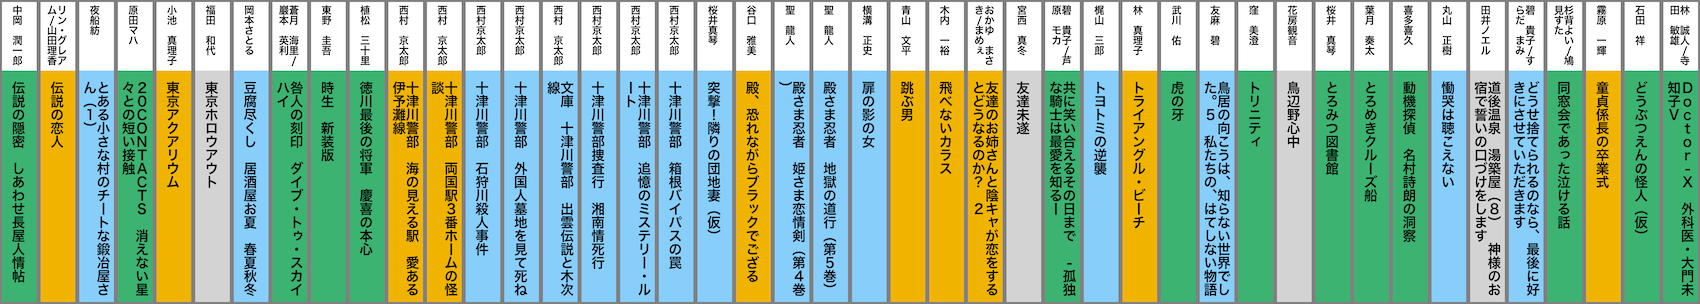 林 誠人/寺
田 敏雄
Doctor-X 外科医・大門未
知子Ⅴ
石田 祥
どうぶつえんの怪人（仮）
霧原 一輝
童貞係長の卒業式
杉背よい/鳩
見すた
同窓会であった泣ける話
碧 貴子/す
らだ まみ
どうせ捨てられるのなら、最後に好
きにさせていただきます
田井ノエル
道後温泉 湯築屋（８） 神様のお
宿で誓いの口づけをします
丸山 正樹
慟哭は聴こえない
喜多喜久
動機探偵 名村詩朗の洞察
葉月 奏太
とろめきクルーズ船
桜井 真琴
とろみつ図書館
花房観音
鳥辺野心中
窪 美澄
トリニティ
友麻 碧
鳥居の向こうは、知らない世界でし
た。５ 私たちの、はてしない物語
武川 佑
虎の牙
林 真理子
トライアングル・ビーチ
梶山 三郎
トヨトミの逆襲
碧 貴子/芦
原 モカ
共に笑い合えるその日まで -孤独
な騎士は最愛を知る-
宮西 真冬
友達未遂
おかゆ まさ
き/まめぇ
友達のお姉さんと陰キャが恋をする
とどうなるのか？ ２
木内 一裕
飛べないカラス
青山 文平
跳ぶ男
横溝 正史
扉の影の女
聖 龍人
殿さま忍者 地獄の道行（第５巻）
聖 龍人
殿さま忍者 姫さま恋情剣（第４巻
）
谷口 雅美
殿、恐れながらブラックでござる
桜井真琴
突撃！隣りの団地妻（仮）
西村京太郎
十津川警部 箱根バイパスの罠
西村京太郎
十津川警部 追憶のミステリー・ル
ート
西村京太郎
十津川警部捜査行 湘南情死行
西村京太郎
文庫 十津川警部 出雲伝説と木次
線
西村京太郎
十津川警部 外国人墓地を見て死ね
西村京太郎
十津川警部 石狩川殺人事件
西村 京太郎
十津川警部 両国駅３番ホームの怪
談
西村 京太郎
十津川警部 海の見える駅 愛ある
伊予灘線
植松 三十里
徳川最後の将軍 慶喜の本心
東野 圭吾
時生 新装版
蒼月 海里/
巖本 英利
咎人の刻印 ダイブ・トゥ・スカイ
ハイ
岡本さとる
豆腐尽くし 居酒屋お夏 春夏秋冬
福田 和代
東京ホロウアウト
小池 真理子
東京アクアリウム
原田マハ
２０ＣＯＮＴＡＣＴＳ 消えない星
々との短い接触
夜船紡
とある小さな村のチートな鍛冶屋さ
ん（１）
リン・グレア
ム/山田理香
伝説の恋人
中岡 潤一郎
伝説の隠密 しあわせ長屋人情帖